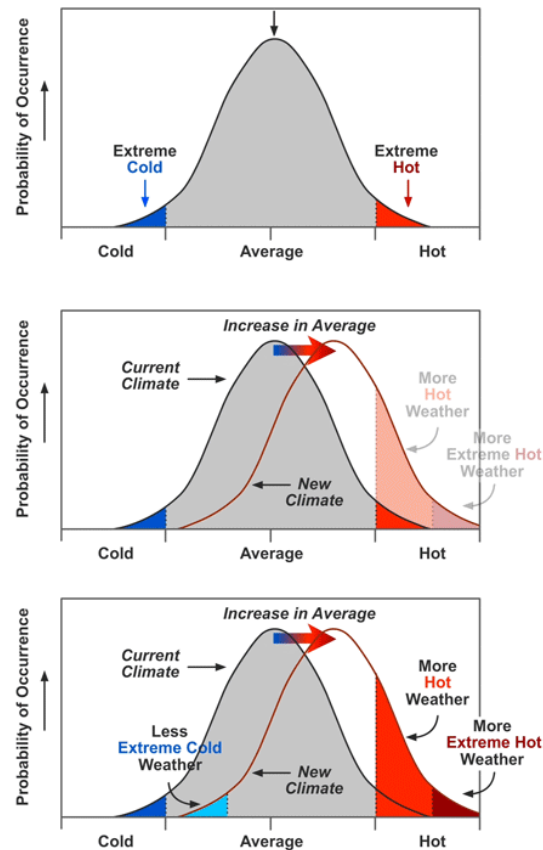 Probability of Occurrence
Extreme
Cold
Extreme
Hot
Cold
Average
Hot
Probability of Occurrence
Increase in Average
Current
Climate
More
Hot
Weather
More
Extreme Hot
Weather
New
Climate
Cold
Average
Hot
Probability of Occurrence
Increase in Average
Current
Climate
More
Hot
Weather
Less
Extreme Cold
Weather
More
Extreme Hot
Weather
New
Climate
Cold
Average
Hot